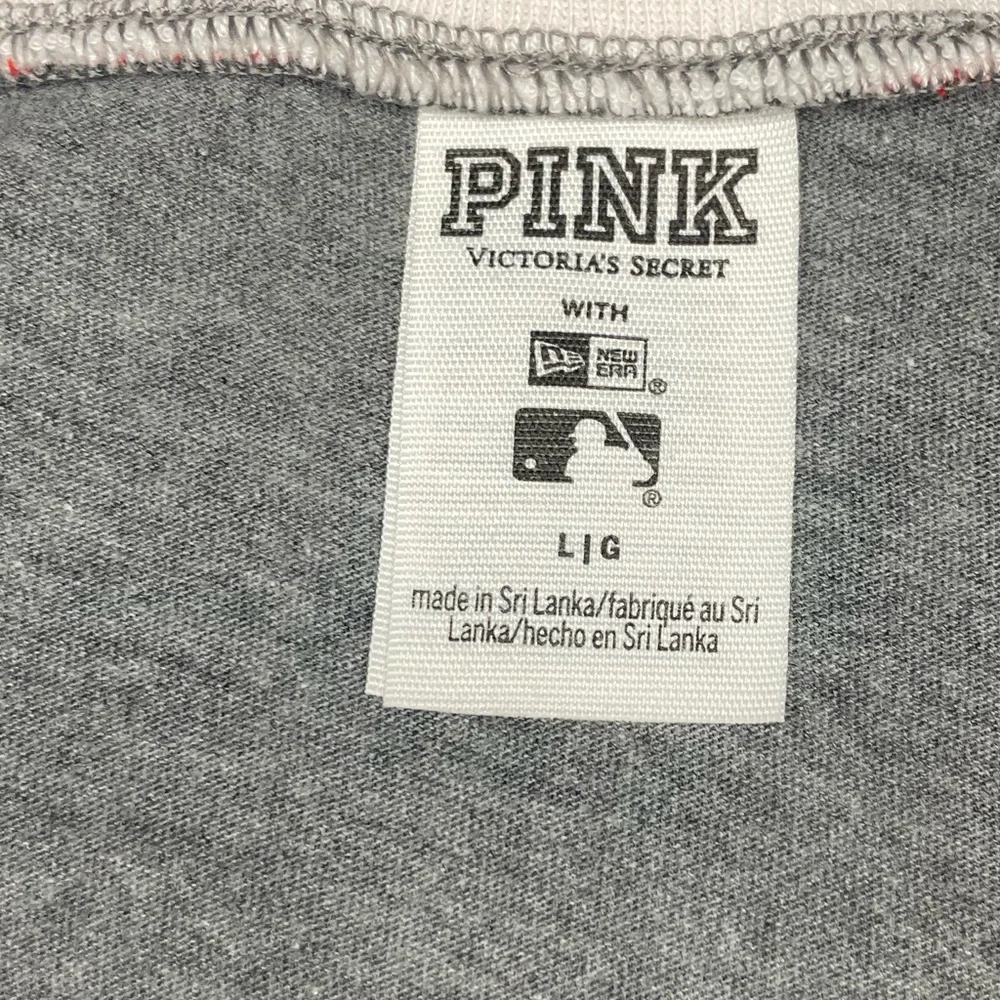 PINK
VICTORIA'S SECRET
WITH
NEW
ERA®
®
L|G
made in Sri Lanka/fabriqué au Sri
Lanka/hecho en Sri Lanka